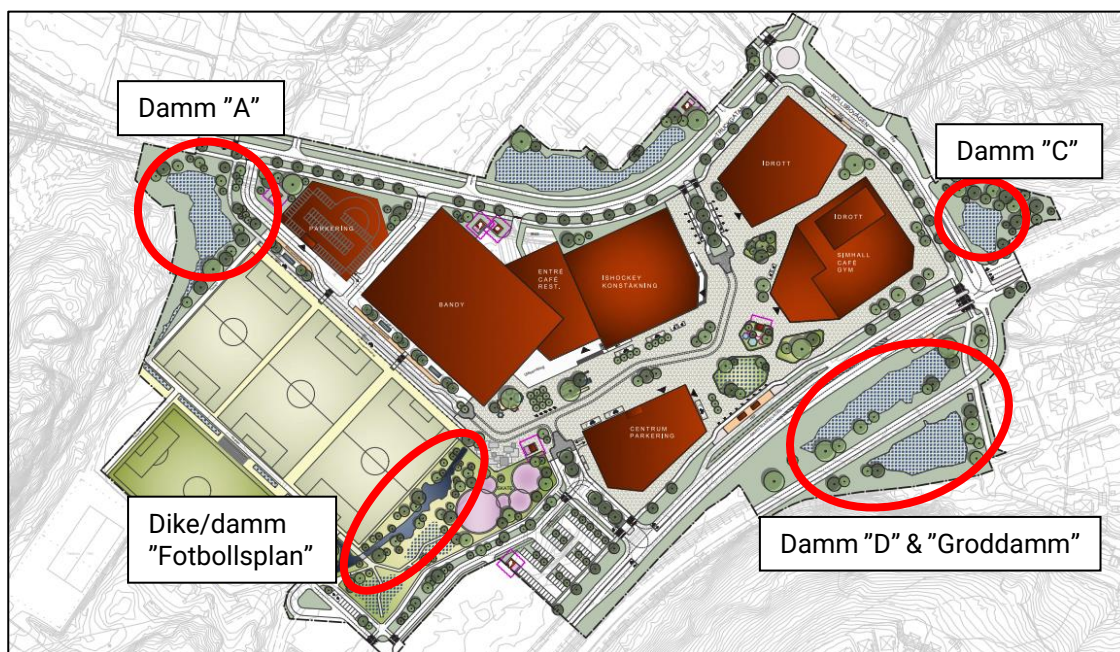 Damm ”A”
ROLLSBOVÄGEN
IDROTT
Damm ”C”
PARKERING
IDROTT
SIMHALL
CAFÉ
GYM
ENTRÉ
CAFÉ
REST.
ISHOCKEY
KONSTÅKNING
BANDY
CENTRUM
PARKERING
Dike/damm
”Fotbollsplan”
Damm ”D” & ”Groddamm”